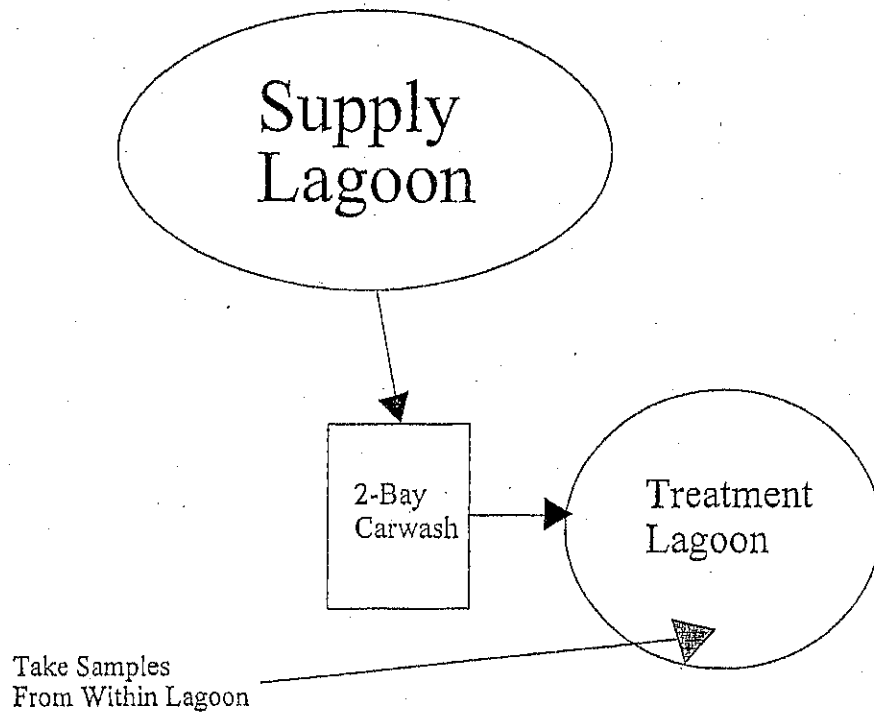 Supply
Lagoon
2-Bay
Carwash
Treatment
Lagoon
Take Samples
From Within Lagoon